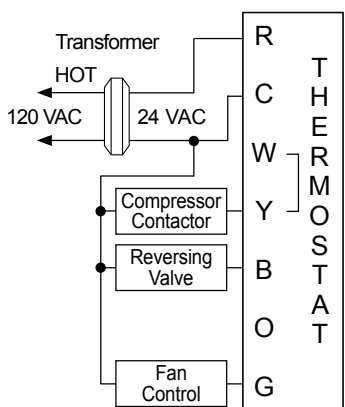 Transformer
HOT
120 VAC
24 VAC
Compressor
Contactor
Reversing
Valve
Fan
Control
R
C
W
Y
B
O
G
THERMOSTAT